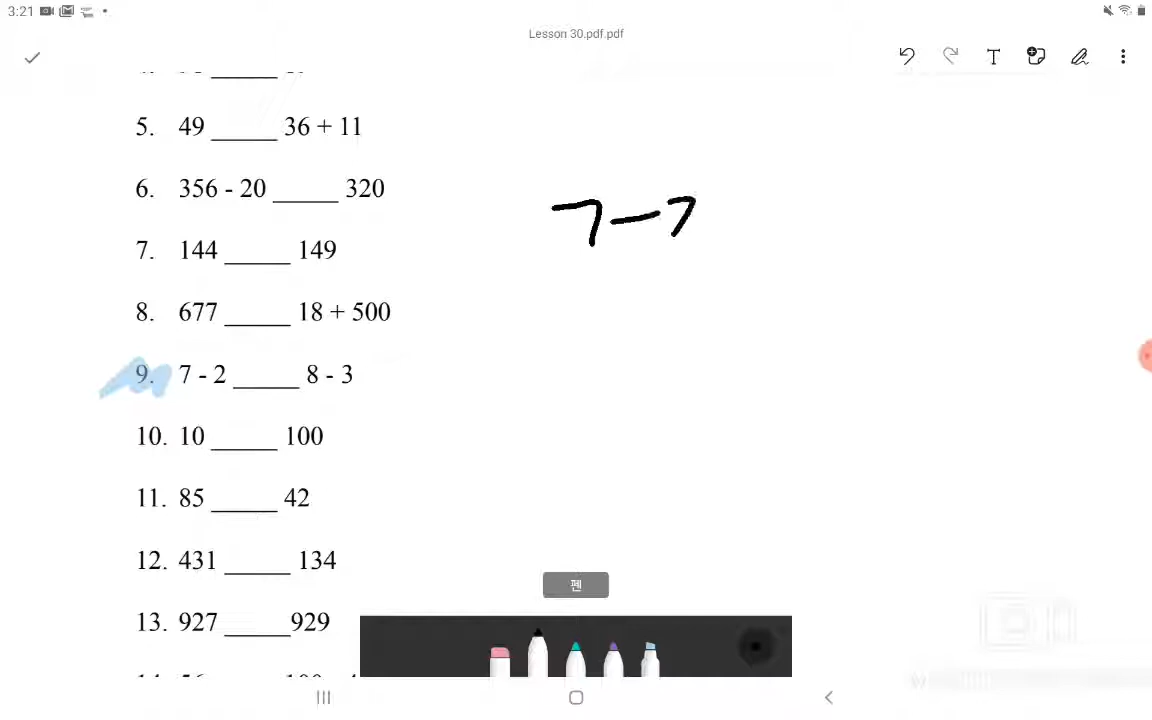 3:21
Lesson 30.pdf.pdf
T
5. 49 _____ 36 + 11
6. 356 - 20 _____ 320
7. 144 _____ 149
8. 677 _____ 18 + 500
9. 7 - 2 _____ 8 - 3
10. 10 _____ 100
11. 85 _____ 42
12. 431 _____ 134
13. 927 _____929
7-
펜